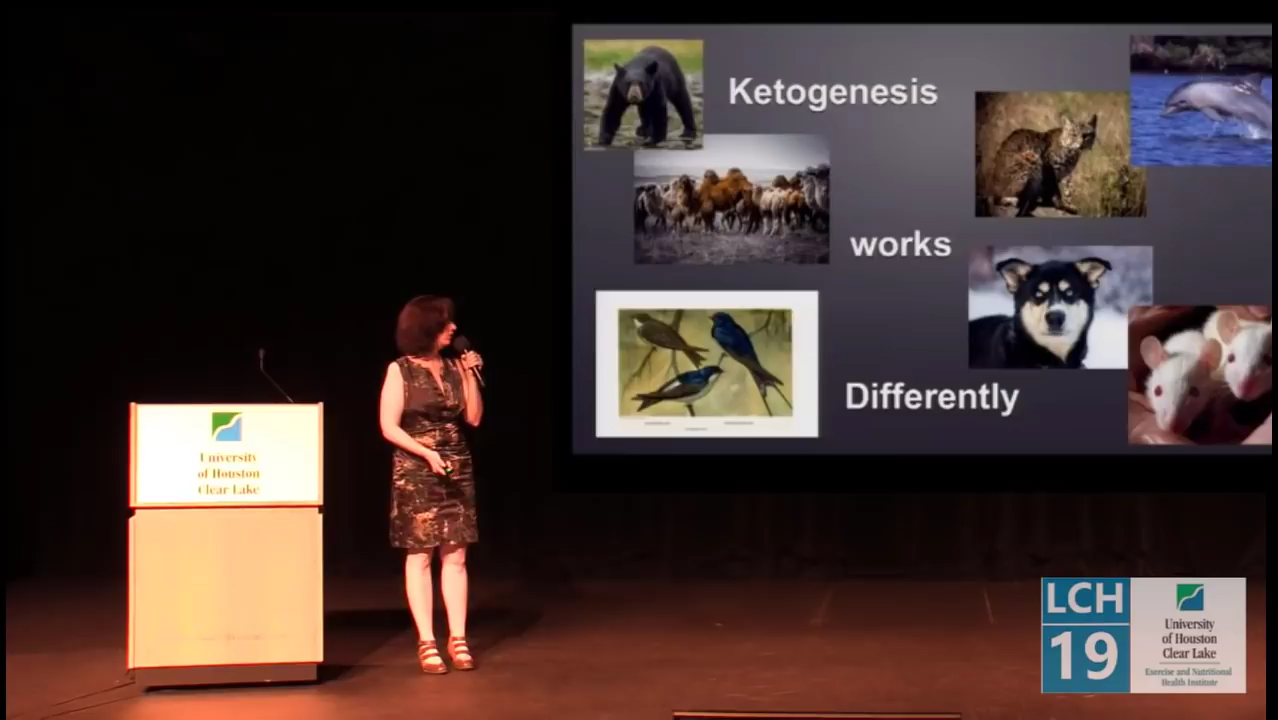 Ketogenesis
works
Differently
University
of Houston
Clear Lake
LCH
19
University
of Houston
Clear Lake
Exercise and Nutritional
Health Institute